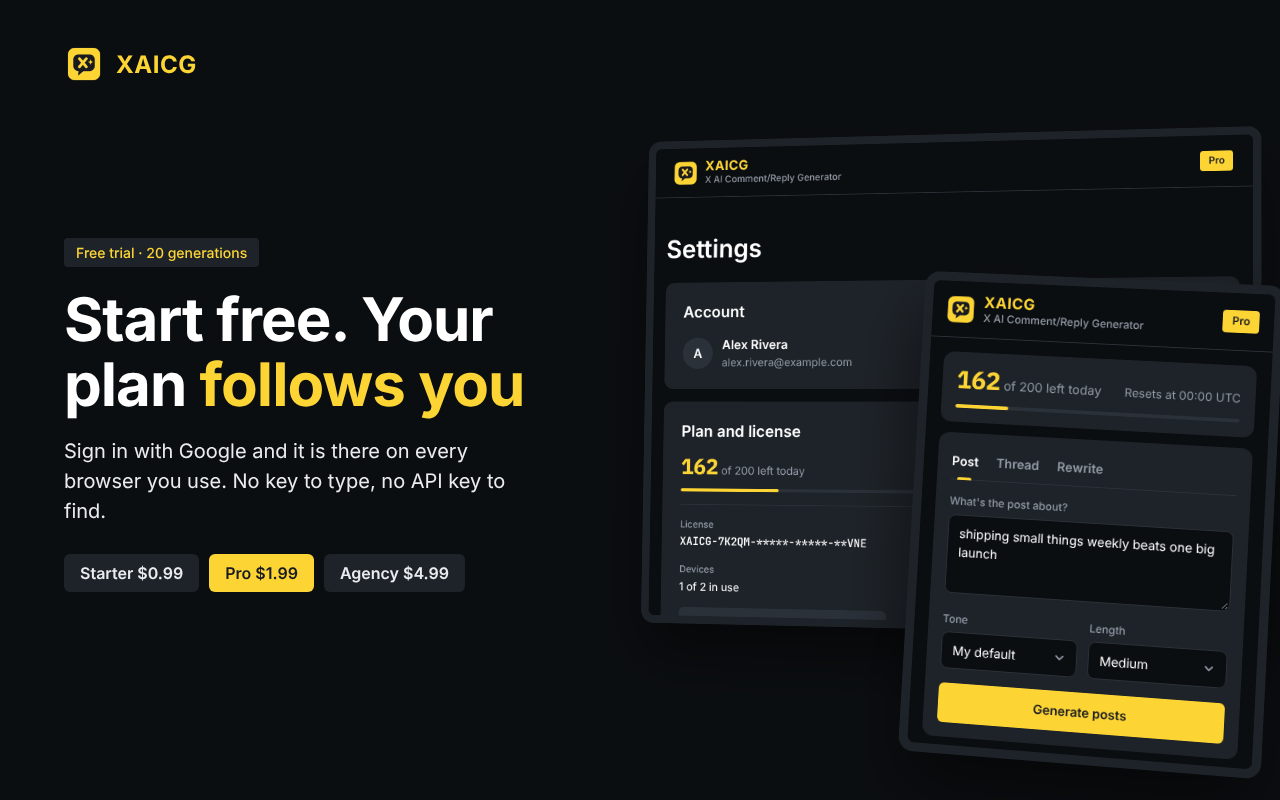 XAICG
Free trial · 20 generations
Start free. Your
plan follows you
Sign in with Google and it is there on every
browser you use. No key to type, no API key to
find.
Starter $0.99
Pro $1.99
Agency $4.99
XAICG
X AI Comment/Reply Generator
Pro
Settings
Account
A
Alex Rivera
alex.rivera@example.com
Plan and license
162 of 200 left today
License
XAICG-7K2QM-*****-*****-**VNE
Devices
1 of 2 in use
XAICG
X AI Comment/Reply Generator
Pro
162 of 200 left today
Resets at 00:00 UTC
Post
Thread
Rewrite
What's the post about?
shipping small things weekly beats one big
launch
Tone
Length
My default
Medium
Generate posts